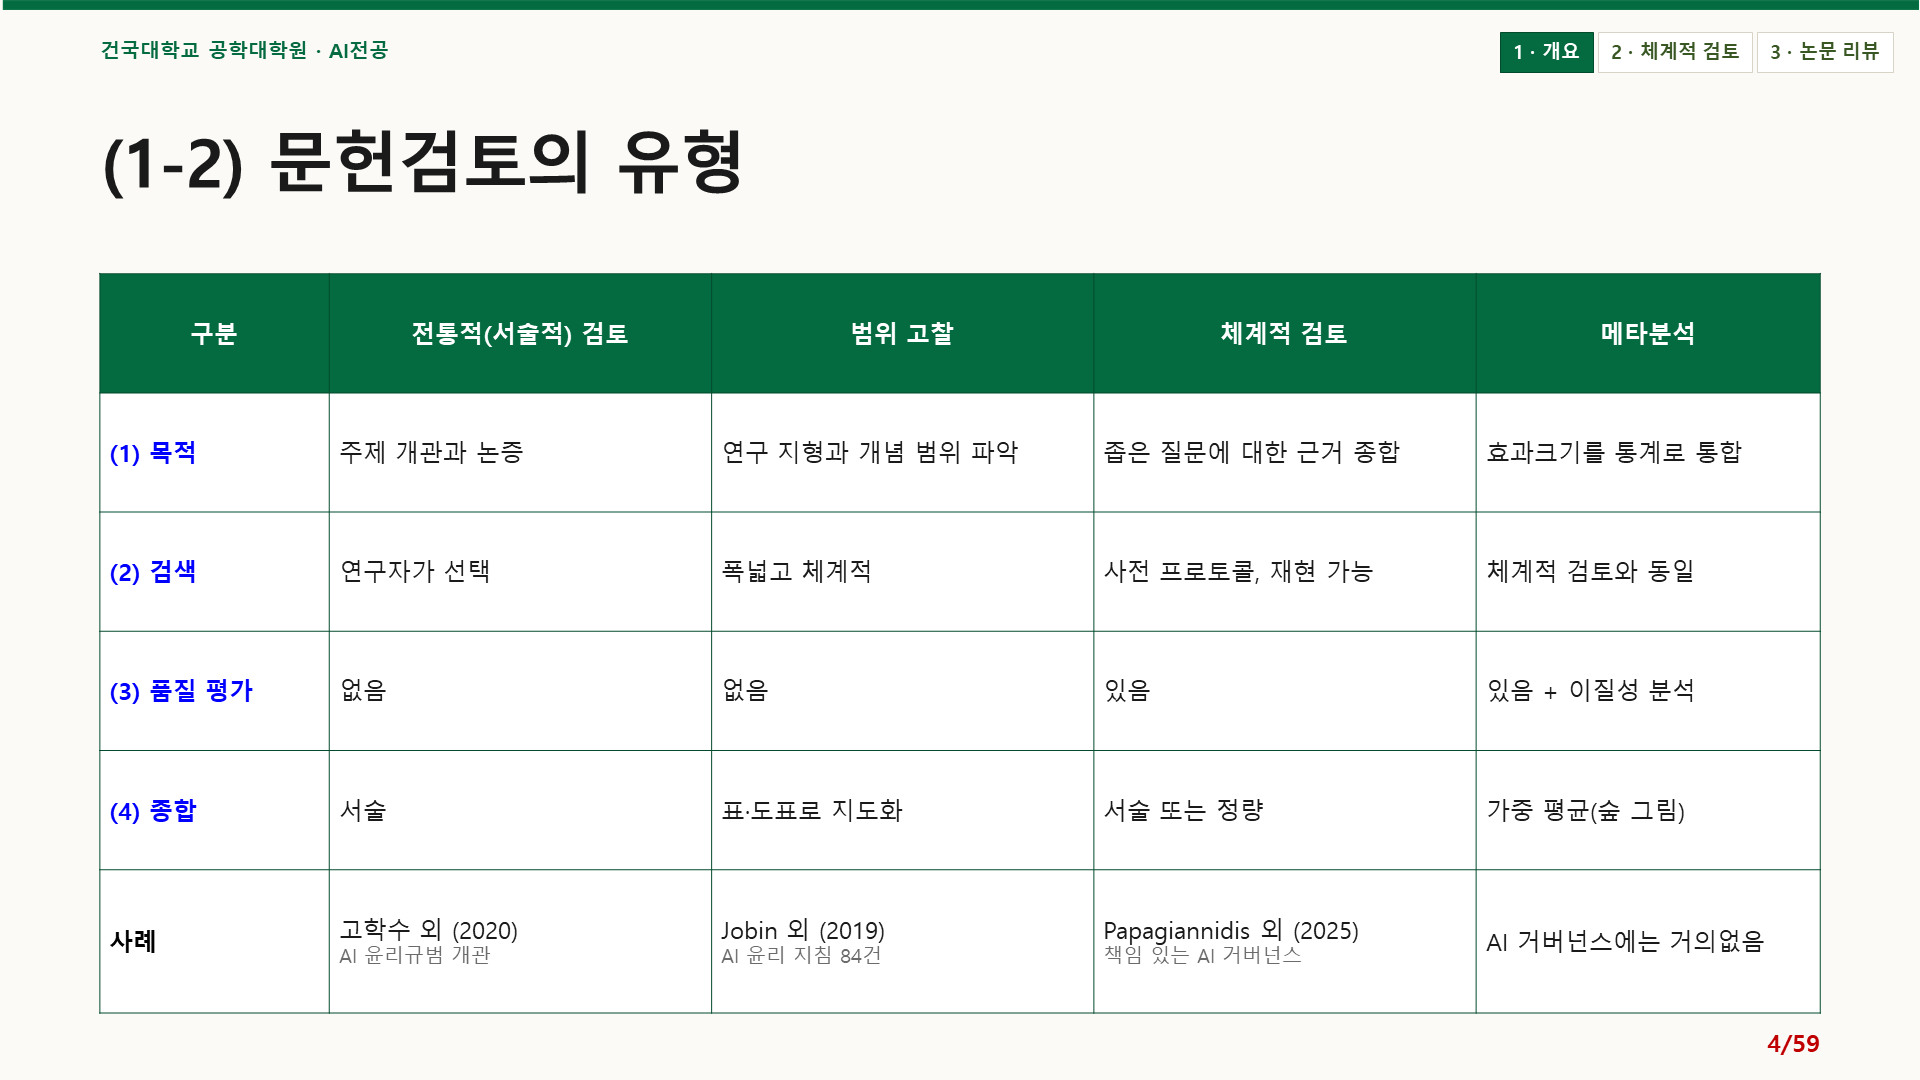 건국대학교 공학대학원 · AI전공
1 · 개요
2 · 체계적 검토
3 · 논문 리뷰
(1-2) 문헌검토의 유형
구분
전통적(서술적) 검토
범위 고찰
체계적 검토
메타분석
(1) 목적
주제 개관과 논증
연구 지형과 개념 범위 파악
좁은 질문에 대한 근거 종합
효과크기를 통계로 통합
(2) 검색
연구자가 선택
폭넓고 체계적
사전 프로토콜, 재현 가능
체계적 검토와 동일
(3) 품질 평가
없음
없음
있음
있음 + 이질성 분석
(4) 종합
서술
표·도표로 지도화
서술 또는 정량
가중 평균(숲 그림)
사례
고학수 외 (2020)
AI 윤리규범 개관
Jobin 외 (2019)
AI 윤리 지침 84건
Papagiannidis 외 (2025)
책임 있는 AI 거버넌스
AI 거버넌스에는 거의없음
4/59